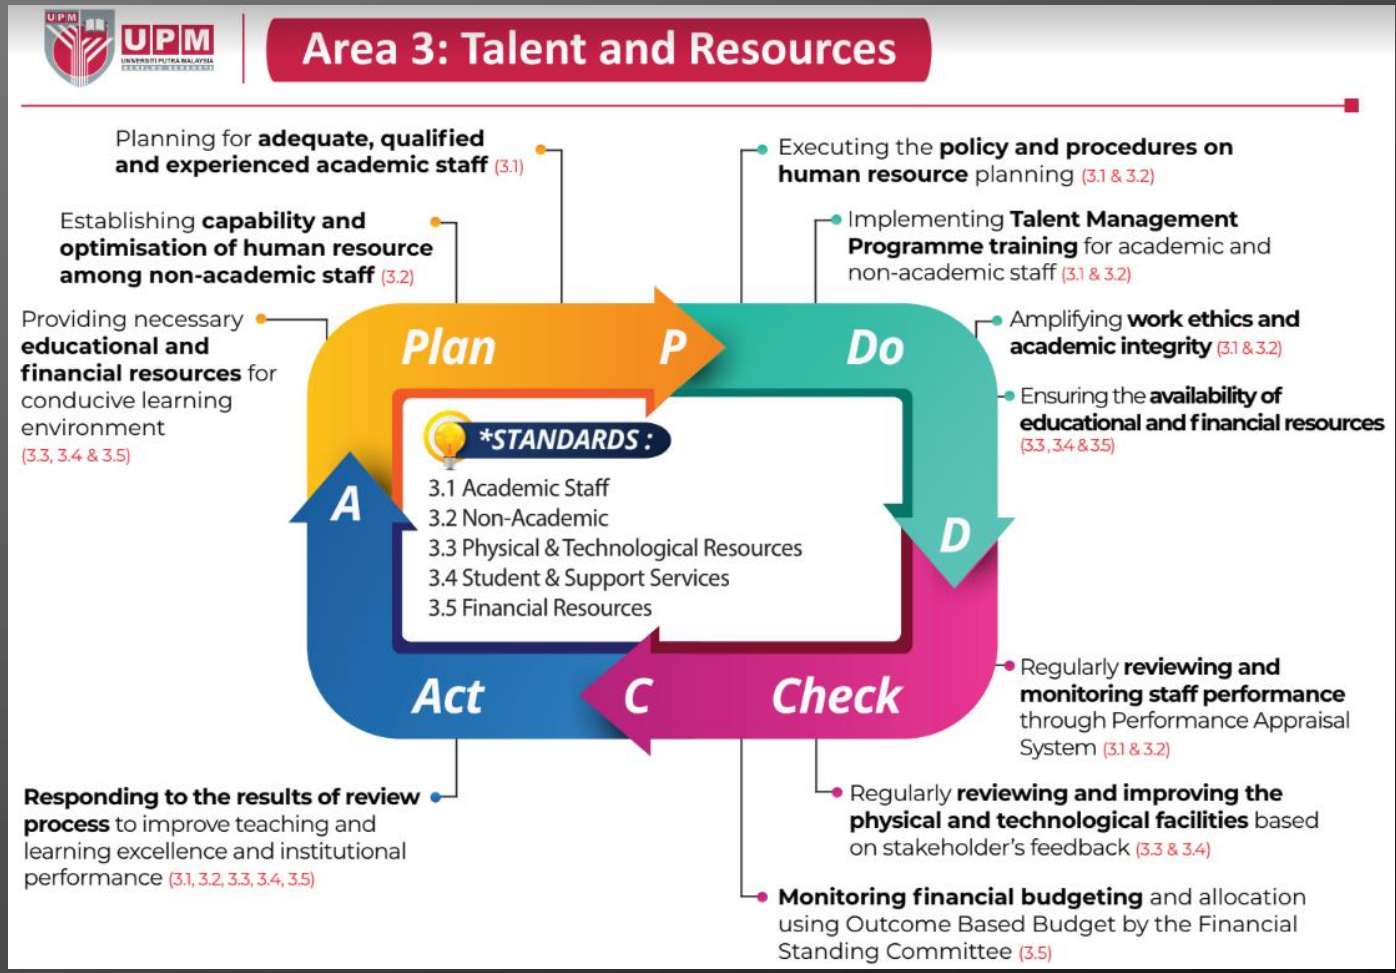 UPM
UPM
UNIVERSITI PUTRA MALAYSIA
Area 3: Talent and Resources
Planning for adequate, qualified
and experienced academic staff (3.1)
Establishing capability and
optimisation of human resource
among non-academic staff (3.2)
Providing necessary
educational and
financial resources for
conducive learning
environment
(3.3, 3.4 & 3.5)
Executing the policy and procedures on
human resource planning (3.1 & 3.2)
Implementing Talent Management
Programme training for academic and
non-academic staff (3.1 & 3.2)
Amplifying work ethics and
academic integrity (3.1 & 3.2)
Ensuring the availability of
educational and financial resources
(3.3, 3.4 & 3.5)
Plan
P
Do
D
*STANDARDS :
3.1 Academic Staff
3.2 Non-Academic
3.3 Physical & Technological Resources
3.4 Student & Support Services
3.5 Financial Resources
A
Act
C
Check
Regularly reviewing and
monitoring staff performance
through Performance Appraisal
System (3.1 & 3.2)
Regularly reviewing and improving the
physical and technological facilities based
on stakeholder's feedback (3.3 & 3.4)
Monitoring financial budgeting and allocation
using Outcome Based Budget by the Financial
Standing Committee (3.5)
Responding to the results of review
process to improve teaching and
learning excellence and institutional
performance (3.1, 3.2, 3.3, 3.4, 3.5)